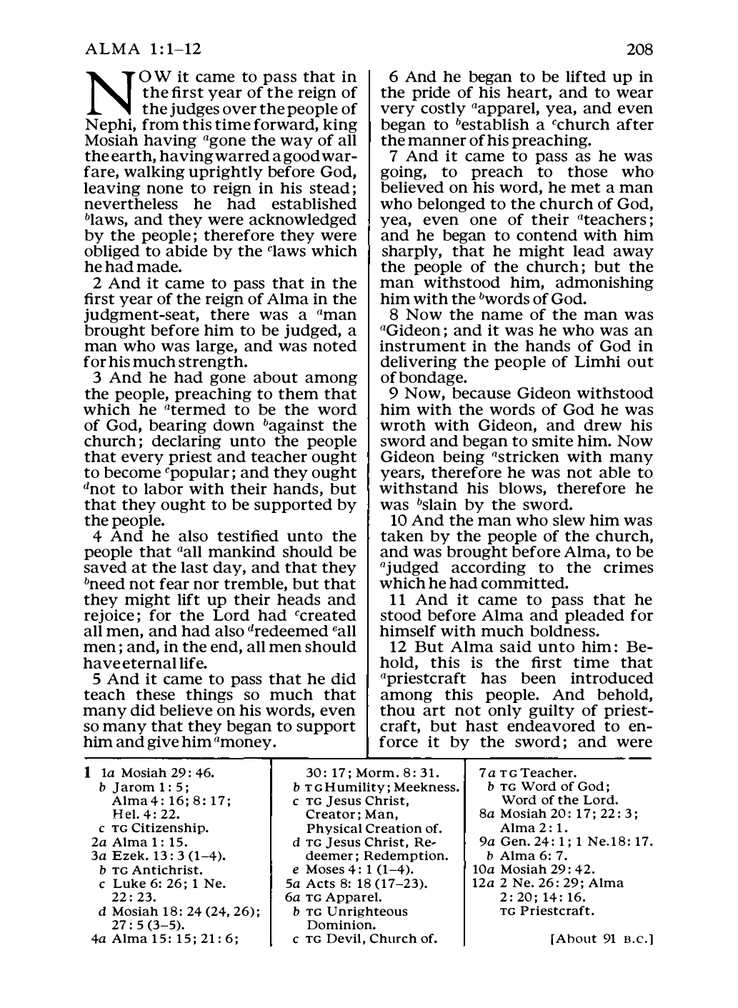 ALMA 1:1–12
208
NOW it came to pass that in
the first year of the reign of
the judges over the people of
Nephi, from this time forward, king
Mosiah having agone the way of all
the earth, having warred a good war-
fare, walking uprightly before God,
leaving none to reign in his stead;
nevertheless he had established
blaws, and they were acknowledged
by the people; therefore they were
obliged to abide by the claws which
he had made.
2 And it came to pass that in the
first year of the reign of Alma in the
judgment-seat, there was a aman
brought before him to be judged, a
man who was large, and was noted
for his much strength.
3 And he had gone about among
the people, preaching to them that
which he atermed to be the word
of God, bearing down bagainst the
church; declaring unto the people
that every priest and teacher ought
to become cpopular; and they ought
dnot to labor with their hands, but
that they ought to be supported by
the people.
4 And he also testified unto the
people that aall mankind should be
saved at the last day, and that they
bneed not fear nor tremble, but that
they might lift up their heads and
rejoice; for the Lord had ccreated
all men, and had also dredeemed eall
men; and, in the end, all men should
have eternal life.
5 And it came to pass that he did
teach these things so much that
many did believe on his words, even
so many that they began to support
him and give him amoney.
6 And he began to be lifted up in
the pride of his heart, and to wear
very costly aapparel, yea, and even
began to bestablish a cchurch after
the manner of his preaching.
7 And it came to pass as he was
going, to preach to those who
believed on his word, he met a man
who belonged to the church of God,
yea, even one of their ateachers;
and he began to contend with him
sharply, that he might lead away
the people of the church; but the
man withstood him, admonishing
him with the bwords of God.
8 Now the name of the man was
aGideon; and it was he who was an
instrument in the hands of God in
delivering the people of Limhi out
of bondage.
9 Now, because Gideon withstood
him with the words of God he was
wroth with Gideon, and drew his
sword and began to smite him. Now
Gideon being astricken with many
years, therefore he was not able to
withstand his blows, therefore he
was bslain by the sword.
10 And the man who slew him was
taken by the people of the church,
and was brought before Alma, to be
ajudged according to the crimes
which he had committed.
11 And it came to pass that he
stood before Alma and pleaded for
himself with much boldness.
12 But Alma said unto him: Be-
hold, this is the first time that
apriestcraft has been introduced
among this people. And behold,
thou art not only guilty of priest-
craft, but hast endeavored to en-
force it by the sword; and were
1 1a Mosiah 29: 46.
b Jarom 1: 5;
Alma 4: 16; 8: 17;
Hel. 4: 22.
c TG Citizenship.
2a Alma 1: 15.
3a Ezek. 13: 3 (1–4).
b TG Antichrist.
c Luke 6: 26; 1 Ne.
22: 23.
d Mosiah 18: 24 (24, 26);
27: 5 (3–5).
4a Alma 15: 15; 21: 6;
30: 17; Morm. 8: 31.
b TG Humility; Meekness.
c TG Jesus Christ,
Creator; Man,
Physical Creation of.
d TG Jesus Christ, Re-
deemer; Redemption.
e Moses 4: 1 (1–4).
5a Acts 8: 18 (17–23).
6a TG Apparel.
b TG Unrighteous
Dominion.
c TG Devil, Church of.
7a TG Teacher.
b TG Word of God;
Word of the Lord.
8a Mosiah 20: 17; 22: 3;
Alma 2: 1.
9a Gen. 24: 1; 1 Ne. 18: 17.
b Alma 6: 7.
10a Mosiah 29: 42.
12a 2 Ne. 26: 29; Alma
2: 20; 14: 16.
TG Priestcraft.
[About 91 B.C.]